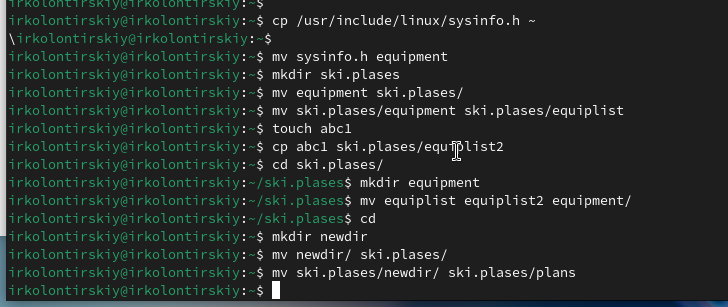 irkolontirskiy@irkolontirskiy:~$
irkolontirskiy@irkolontirskiy:~$ cp /usr/include/linux/sysinfo.h ~
\irkolontirskiy@irkolontirskiy:~$
irkolontirskiy@irkolontirskiy:~$ mv sysinfo.h equipment
irkolontirskiy@irkolontirskiy:~$ mkdir ski.plases
irkolontirskiy@irkolontirskiy:~$ mv equipment ski.plases/
irkolontirskiy@irkolontirskiy:~$ mv ski.plases/equipment ski.plases/equiplist
irkolontirskiy@irkolontirskiy:~$ touch abc1
irkolontirskiy@irkolontirskiy:~$ cp abc1 ski.plases/equiplist2
irkolontirskiy@irkolontirskiy:~$ cd ski.plases/
irkolontirskiy@irkolontirskiy:~/ski.plases$ mkdir equipment
irkolontirskiy@irkolontirskiy:~/ski.plases$ mv equiplist equiplist2 equipment/
irkolontirskiy@irkolontirskiy:~/ski.plases$ cd
irkolontirskiy@irkolontirskiy:~$ mkdir newdir
irkolontirskiy@irkolontirskiy:~$ mv newdir/ ski.plases/
irkolontirskiy@irkolontirskiy:~$ mv ski.plases/newdir/ ski.plases/plans
irkolontirskiy@irkolontirskiy:~$